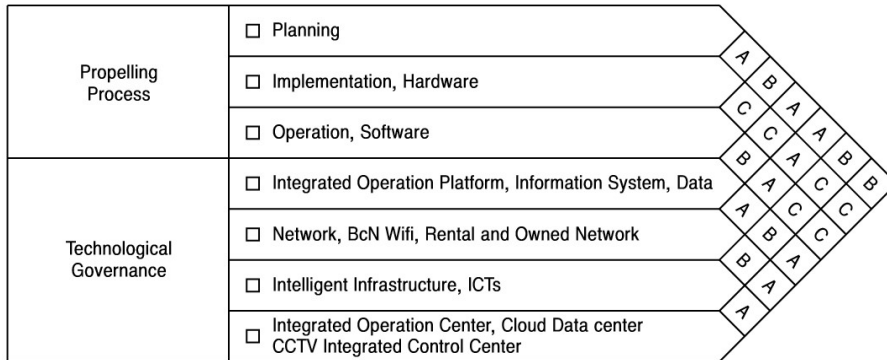 Propelling
Process
Planning
Implementation, Hardware
Operation, Software
Technological
Governance
Integrated Operation Platform, Information System, Data
Network, BcN Wifi, Rental and Owned Network
Intelligent Infrastructure, ICTs
Integrated Operation Center, Cloud Data center
CCTV Integrated Control Center
A B A A B B
C C A C C
B A C C
A B A
B A
A